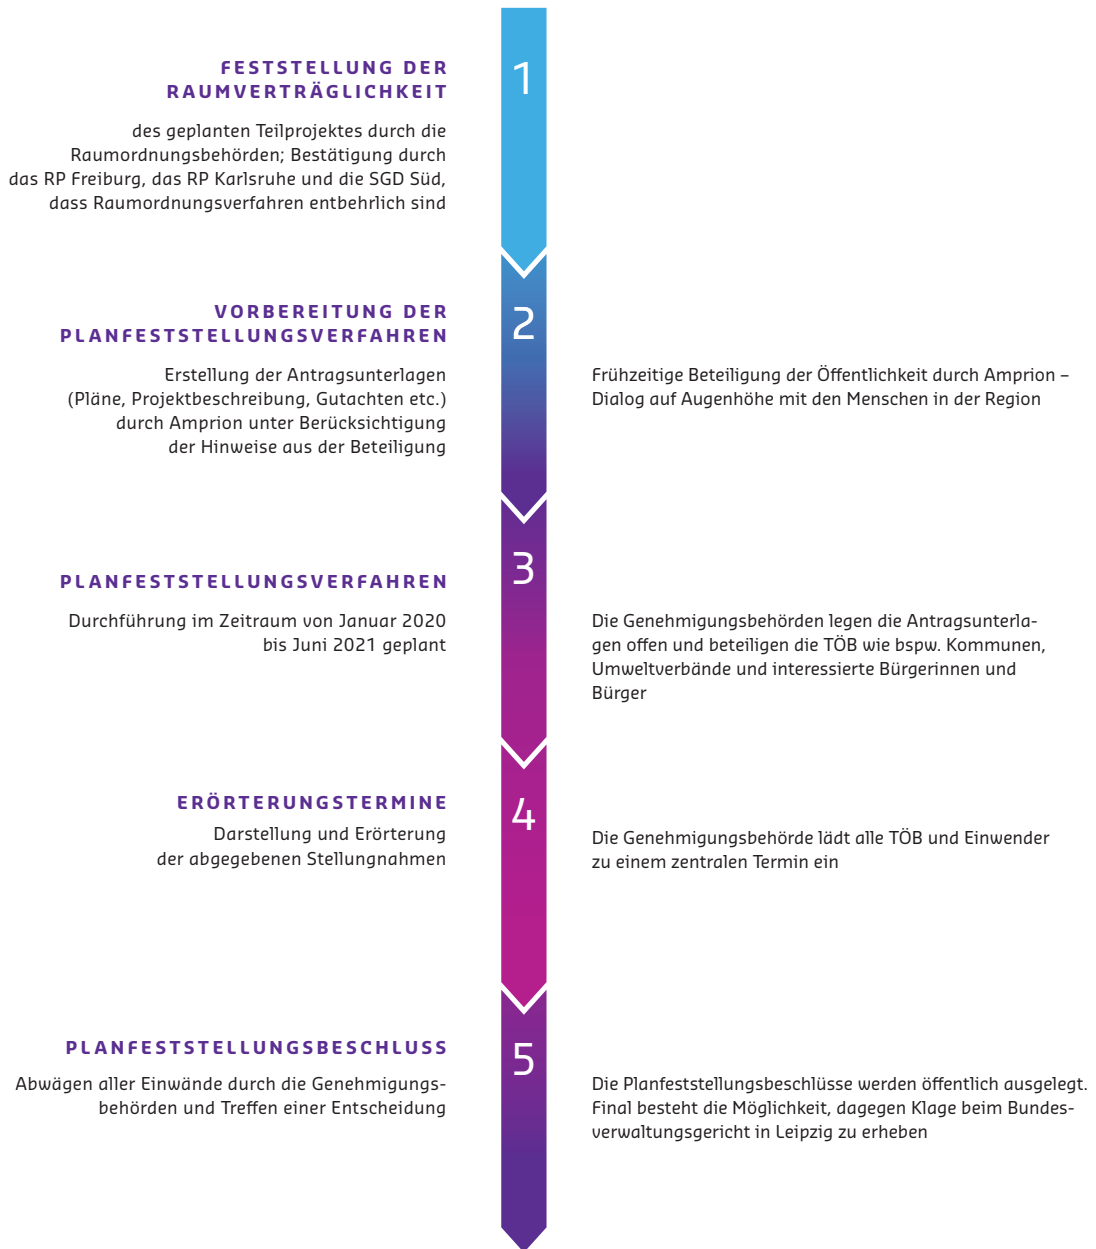 1
FESTSTELLUNG DER
RAUMVERTRÄGLICHKEIT
des geplanten Teilprojektes durch die
Raumordnungsbehörden; Bestätigung durch
das RP Freiburg, das RP Karlsruhe und die SGD Süd,
dass Raumordnungsverfahren entbehrlich sind
2
VORBEREITUNG DER
PLANFESTSTELLUNGSVERFAHREN
Erstellung der Antragsunterlagen
(Pläne, Projektbeschreibung, Gutachten etc.)
durch Amprion unter Berücksichtigung
der Hinweise aus der Beteiligung
Frühzeitige Beteiligung der Öffentlichkeit durch Amprion –
Dialog auf Augenhöhe mit den Menschen in der Region
3
PLANFESTSTELLUNGSVERFAHREN
Durchführung im Zeitraum von Januar 2020
bis Juni 2021 geplant
Die Genehmigungsbehörden legen die Antragsunterla-
gen offen und beteiligen die TÖB wie bspw. Kommunen,
Umweltverbände und interessierte Bürgerinnen und
Bürger
4
ERÖRTERUNGSTERMINE
Darstellung und Erörterung
der abgegebenen Stellungnahmen
Die Genehmigungsbehörde lädt alle TÖB und Einwender
zu einem zentralen Termin ein
5
PLANFESTSTELLUNGSBESCHLUSS
Abwägen aller Einwände durch die Genehmigungs-
behörden und Treffen einer Entscheidung
Die Planfeststellungsbeschlüsse werden öffentlich ausgelegt.
Final besteht die Möglichkeit, dagegen Klage beim Bundes-
verwaltungsgericht in Leipzig zu erheben